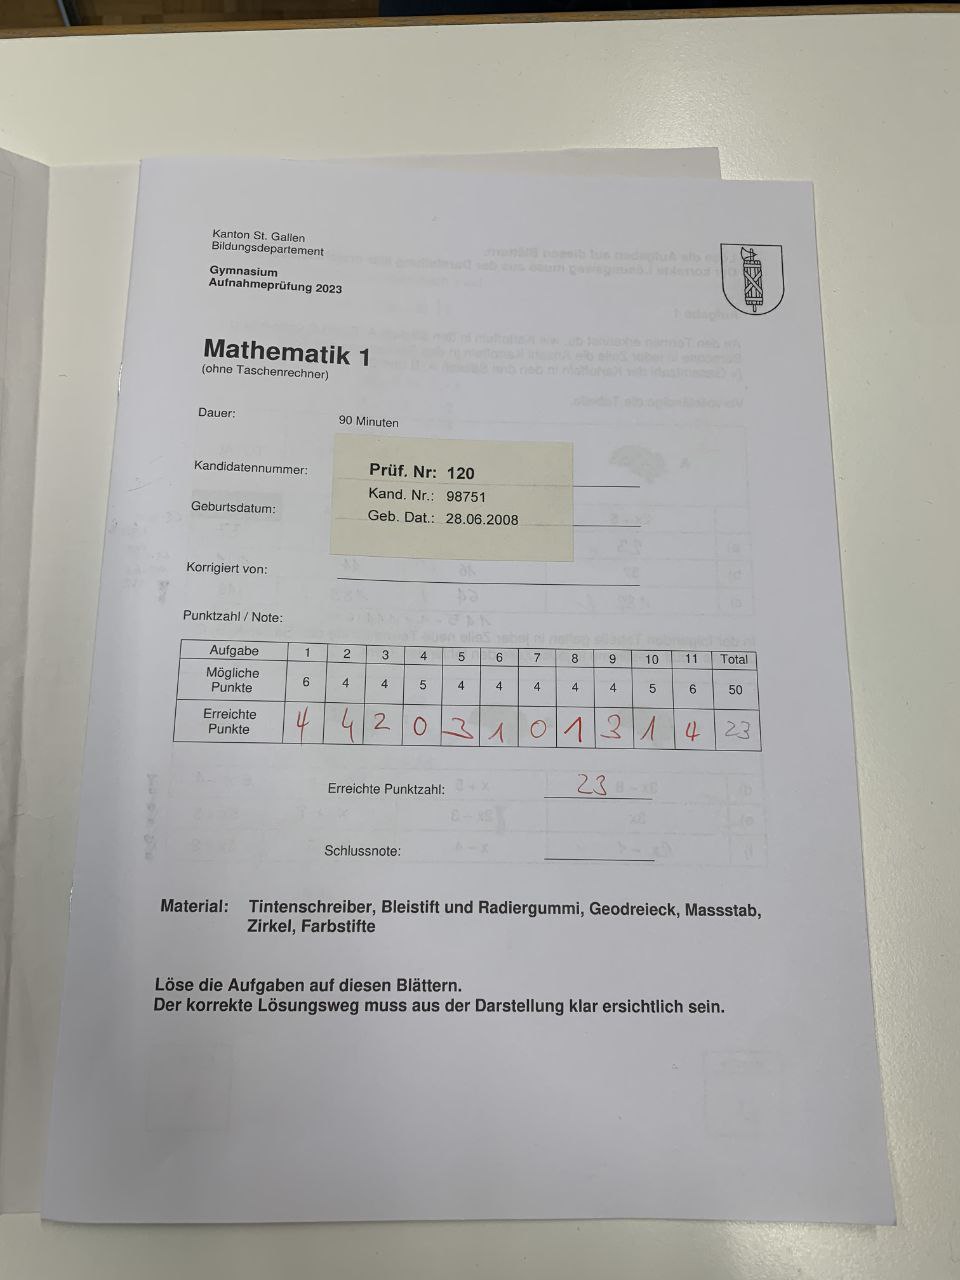 Kanton St. Gallen
Bildungsdepartement
Gymnasium
Aufnahmeprüfung 2023
Mathematik 1
(ohne Taschenrechner)
Dauer: 90 Minuten
Kandidatennummer:
Prüf. Nr: 120
Kand. Nr.: 98751
Geburtsdatum:
Geb. Dat.: 28.06.2008
Korrigiert von:
Punktzahl / Note:
Aufgabe 1 2 3 4 5 6 7 8 9 10 11 Total
Mögliche Punkte 6 4 4 5 4 4 4 4 4 5 6 50
Erreichte Punkte 4 4 2 0 3 1 0 1 3 1 4 23
Erreichte Punktzahl: 23
Schlussnote:
Material: Tintenschreiber, Bleistift und Radiergummi, Geodreieck, Massstab,
Zirkel, Farbstifte
Löse die Aufgaben auf diesen Blättern.
Der korrekte Lösungsweg muss aus der Darstellung klar ersichtlich sein.